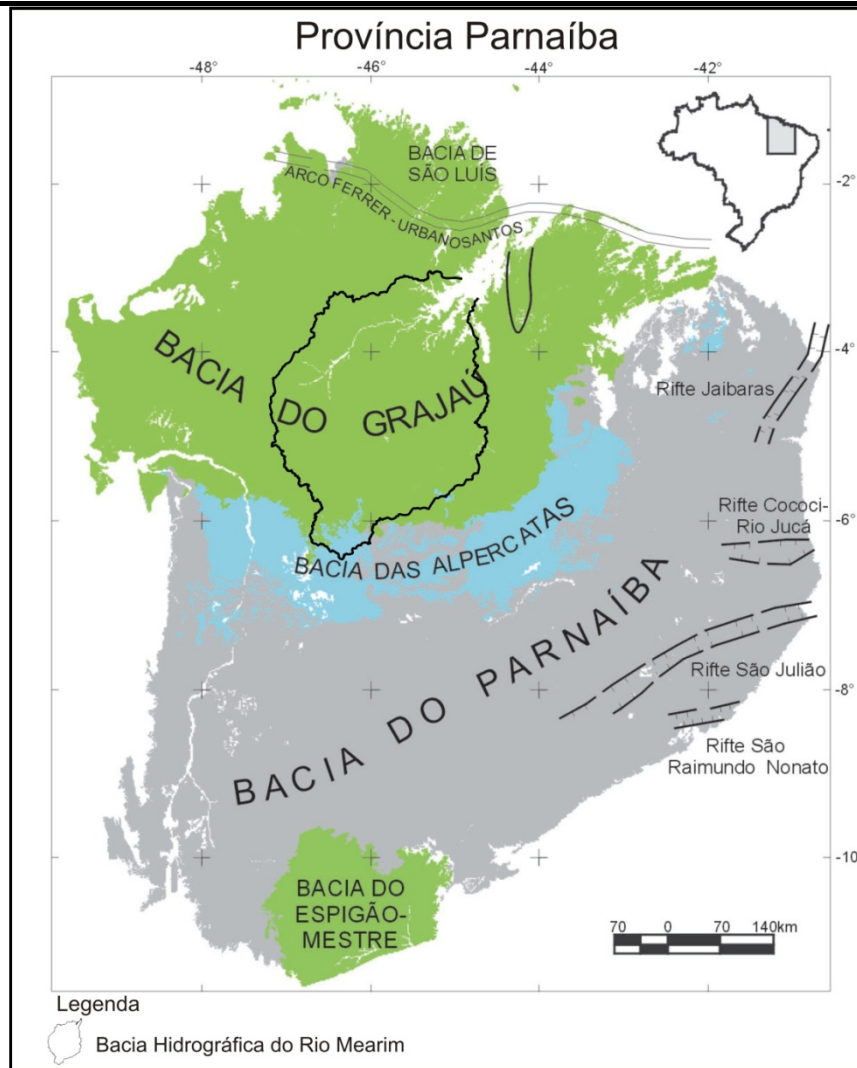 Província Parnaíba
-48°
-46°
-44°
-42°
BACIA DE
SÃO LUÍS
-2°
ARCO FERRER - URBANOSANTOS
BACIA DO GRAJAÚ
-4°
Rifte Jaibaras
Rifte Cococi-
Rio Jucá
-6°
BACIA DAS ALPERCATAS
BACIA DO PARNAÍBA
Rifte São Julião
-8°
Rifte São
Raimundo Nonato
-10
BACIA DO
ESPIGÃO-
MESTRE
70 0 70 140km
Legenda
Bacia Hidrográfica do Rio Mearim